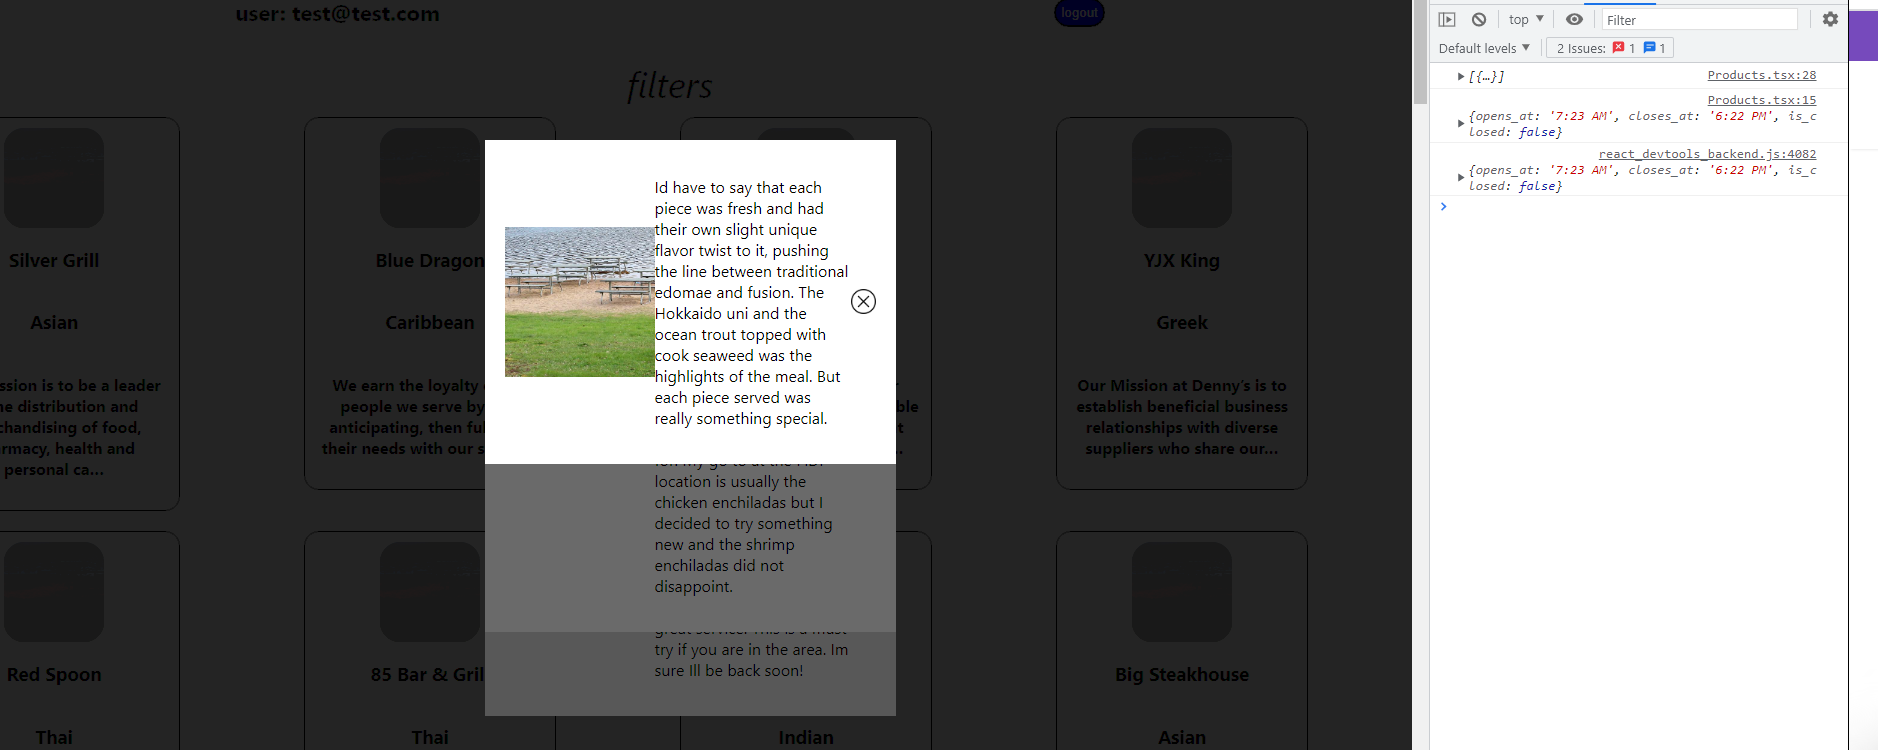 user: test@test.com
logout
filters
Silver Grill
Asian
ssion is to be a leader
e distribution and
chandising of food,
rmacy, health and
personal ca...
Blue Dragon
Caribbean
We earn the loyalty
people we serve by
anticipating, then ful
their needs with our s
YJX King
Greek
Our Mission at Denny's is to
establish beneficial business
relationships with diverse
suppliers who share our...
Id have to say that each
piece was fresh and had
their own slight unique
flavor twist to it, pushing
the line between traditional
edomae and fusion. The
Hokkaido uni and the
ocean trout topped with
cook seaweed was the
highlights of the meal. But
each piece served was
really something special.
location is usually the
chicken enchiladas but I
decided to try something
new and the shrimp
enchiladas did not
disappoint.
great service. This is a must
try if you are in the area. Im
sure Ill be back soon!
Red Spoon
Thai
85 Bar & Gril
Thai
Indian
Big Steakhouse
Asian
top
Filter
Default levels
2 Issues: 1 1
[{…}]
Products.tsx:28
Products.tsx:15
{opens_at: '7:23 AM', closes_at: '6:22 PM', is_c
losed: false}
react_devtools_backend.js:4082
{opens_at: '7:23 AM', closes_at: '6:22 PM', is_c
losed: false}